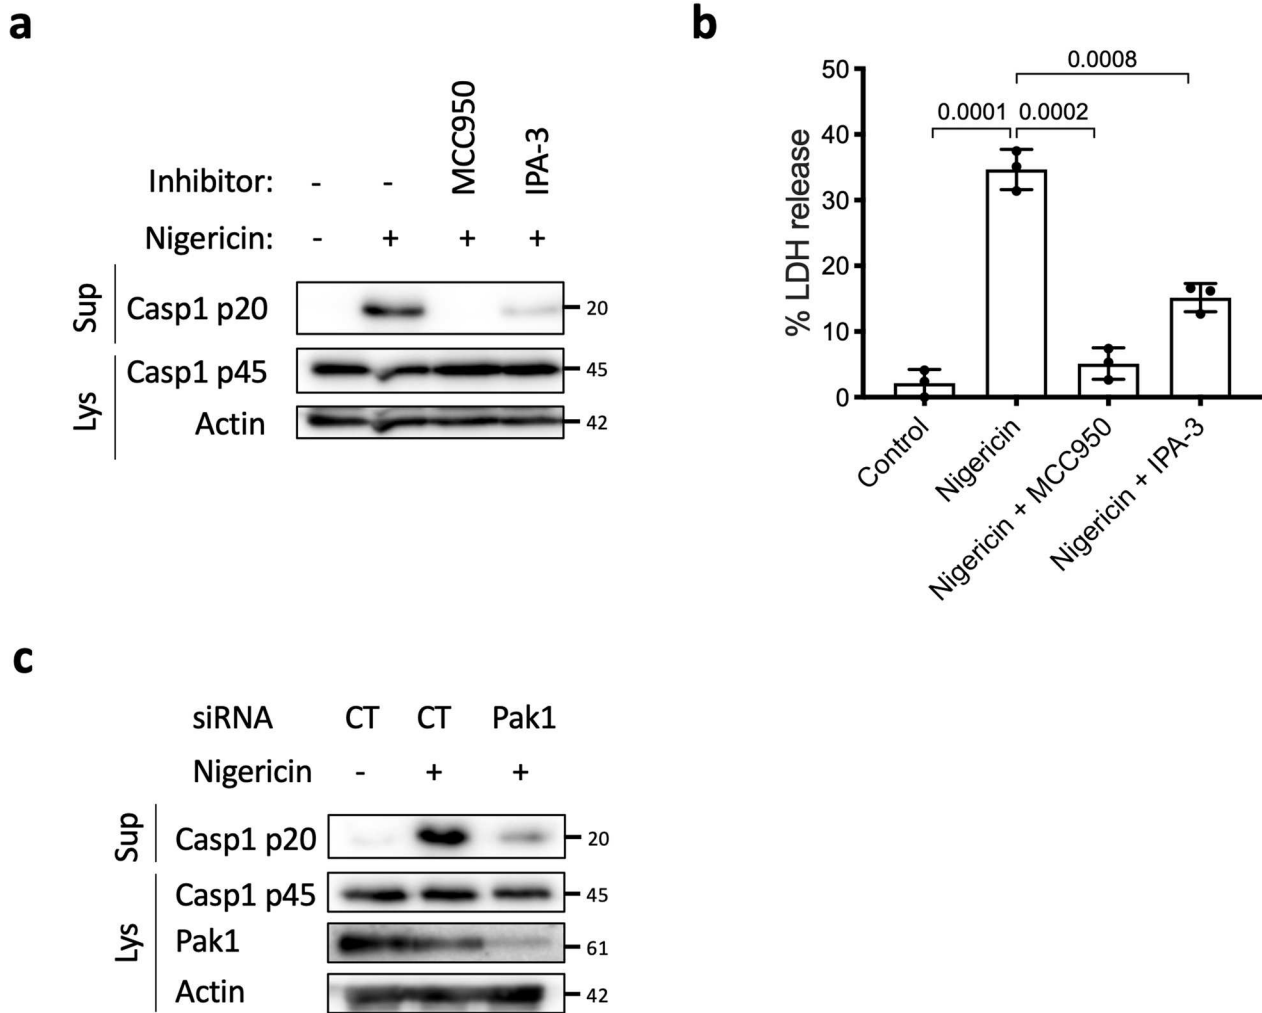 a
MCC950
IPA-3
Inhibitor: - -
Nigericin: - + + +
Sup
Casp1 p20
20
Lys
Casp1 p45
45
Actin
42
b
0.0008
0.0001 0.0002
% LDH release
50
40
30
20
10
0
Control
Nigericin
Nigericin + MCC950
Nigericin + IPA-3
c
siRNA CT CT Pak1
Nigericin - + +
Sup
Casp1 p20
20
Lys
Casp1 p45
45
Pak1
61
Actin
42